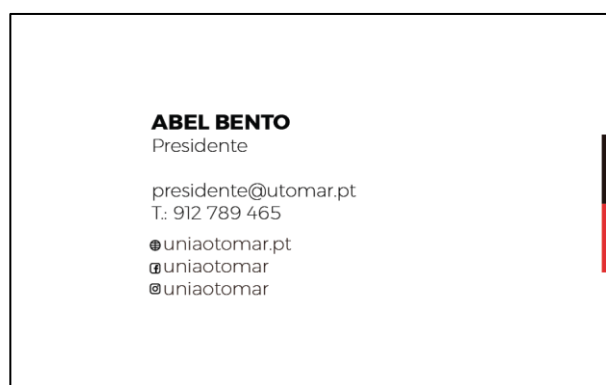 ABEL BENTO
Presidente
presidente@utomar.pt
T.: 912 789 465
uniaotomar.pt
uniaotomar
uniaotomar